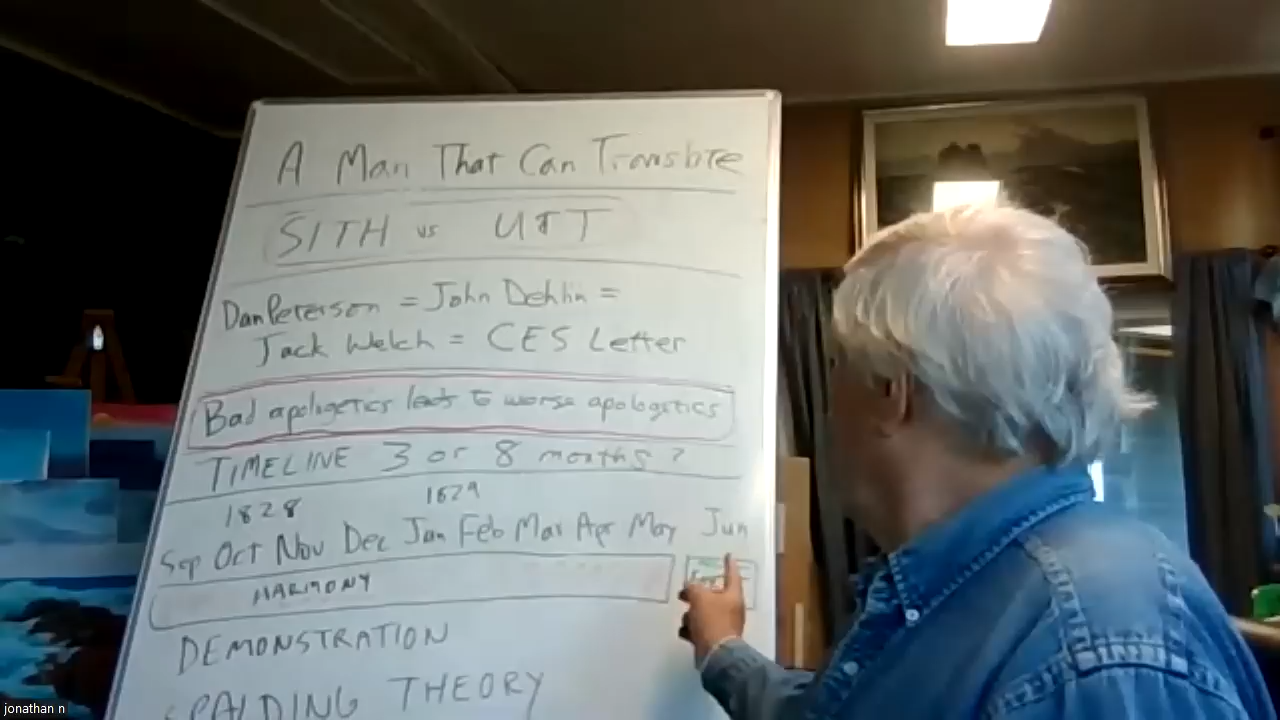 A Man That Can Translate
SITH vs UTT
Dan Peterson = John Dehlin =
Jack Welch = CES Letter
Bad apologetics leads to worse apologetics
TIMELINE 3 or 8 months?
1828 1829
Sep Oct Nov Dec Jan Feb Mar Apr May Jun
HARMONY
DEMONSTRATION
SPALDING THEORY
jonathan n